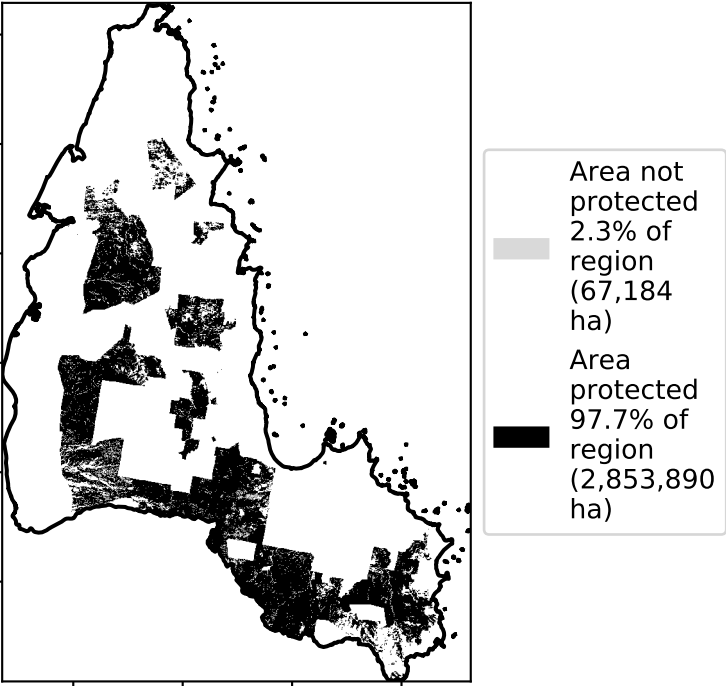 Area not
protected
2.3% of
region
(67,184
ha)
Area
protected
97.7% of
region
(2,853,890
ha)